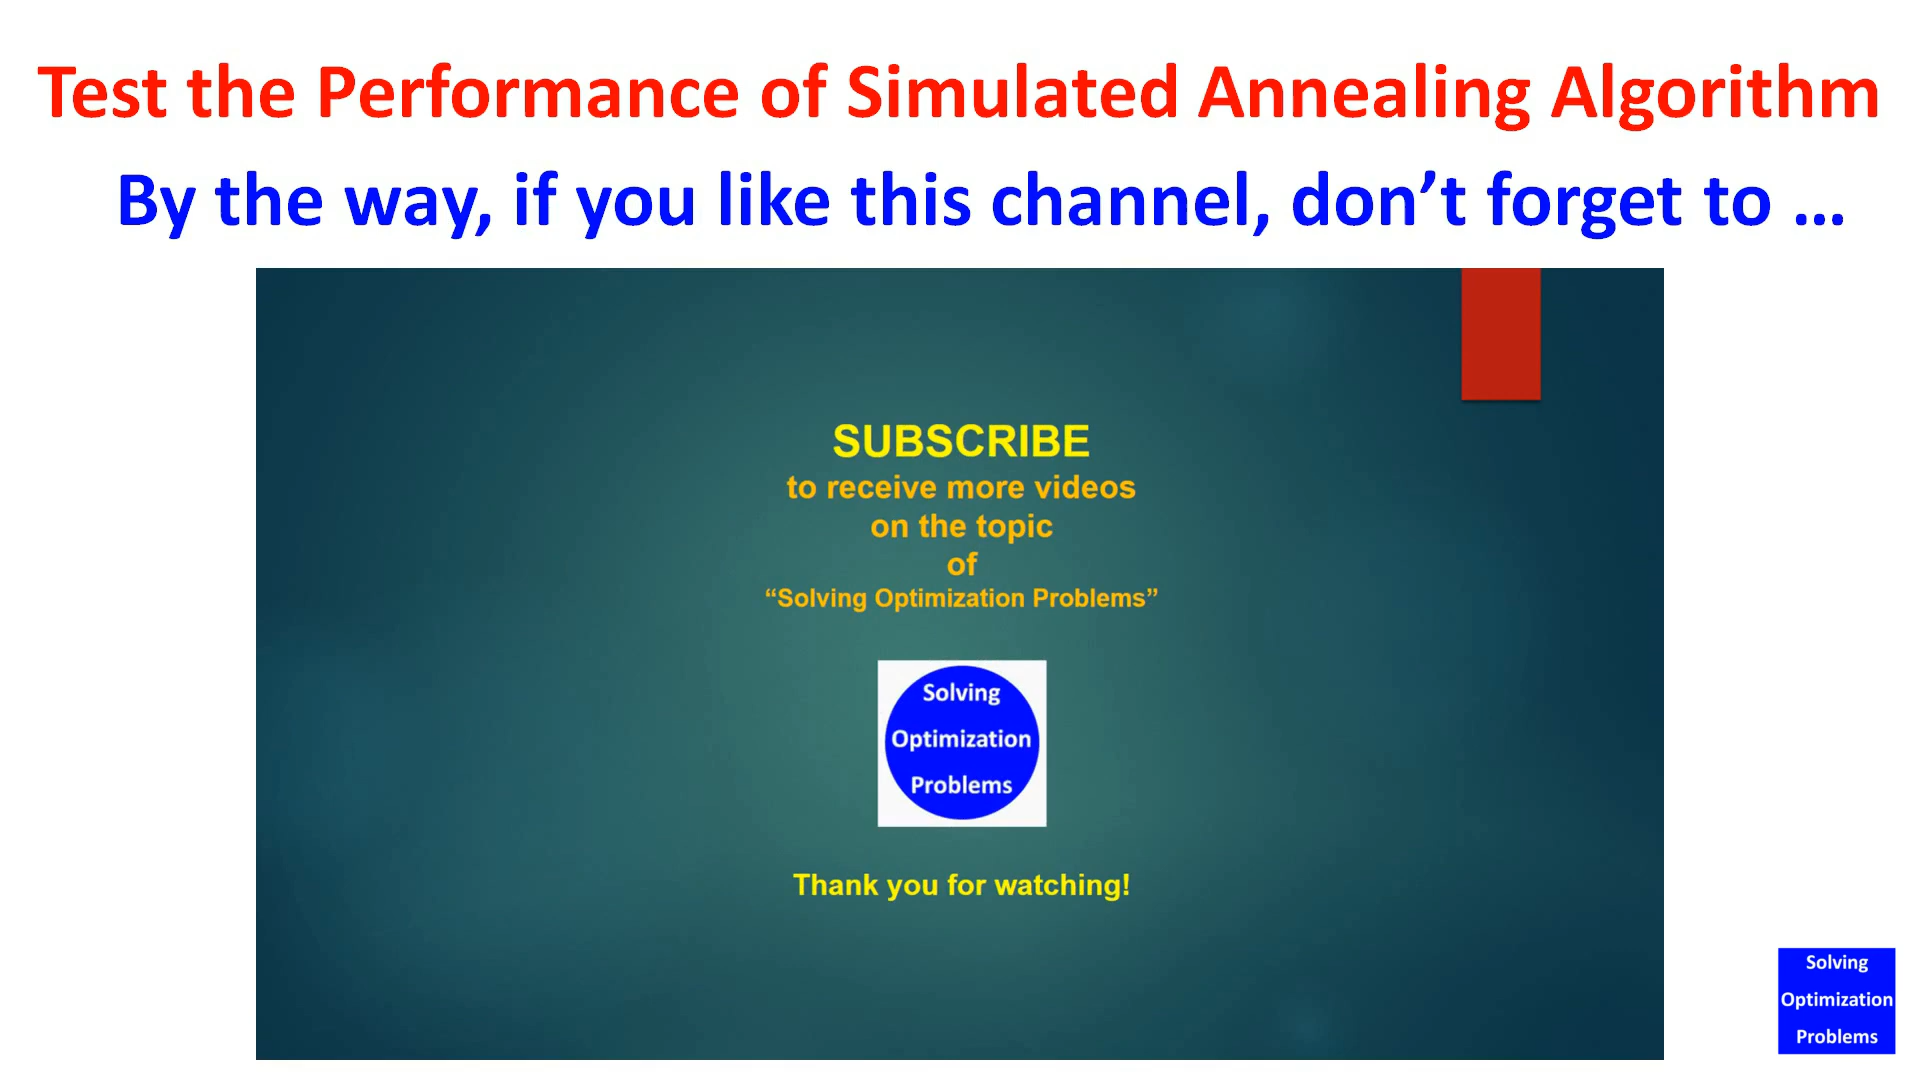 Test the Performance of Simulated Annealing Algorithm
By the way, if you like this channel, don’t forget to ...
SUBSCRIBE
to receive more videos
on the topic
of
“Solving Optimization Problems”
Solving
Optimization
Problems
Thank you for watching!
Solving
Optimization
Problems